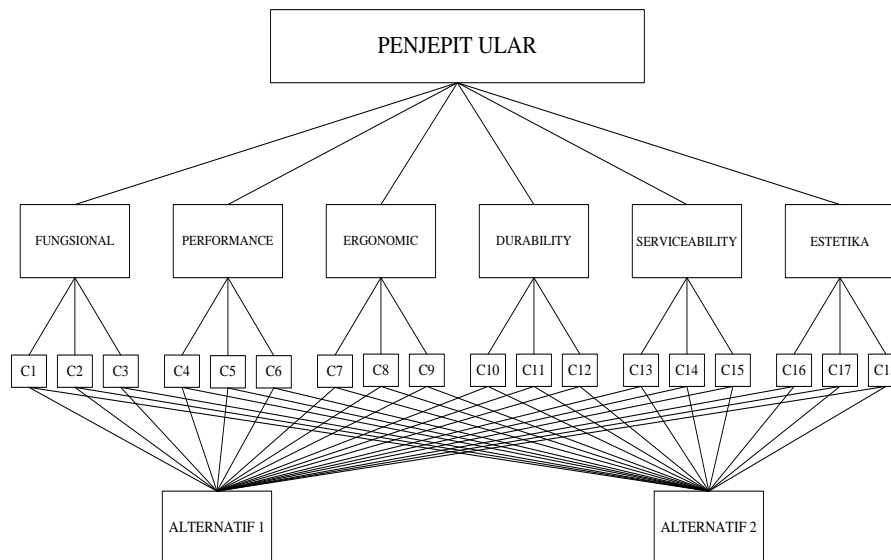 PENJEPIT ULAR
FUNGSIONAL
PERFORMANCE
ERGONOMIC
DURABILITY
SERVICEABILITY
ESTETIKA
C1
C2
C3
C4
C5
C6
C7
C8
C9
C10
C11
C12
C13
C14
C15
C16
C17
ALTERNATIF 1
ALTERNATIF 2